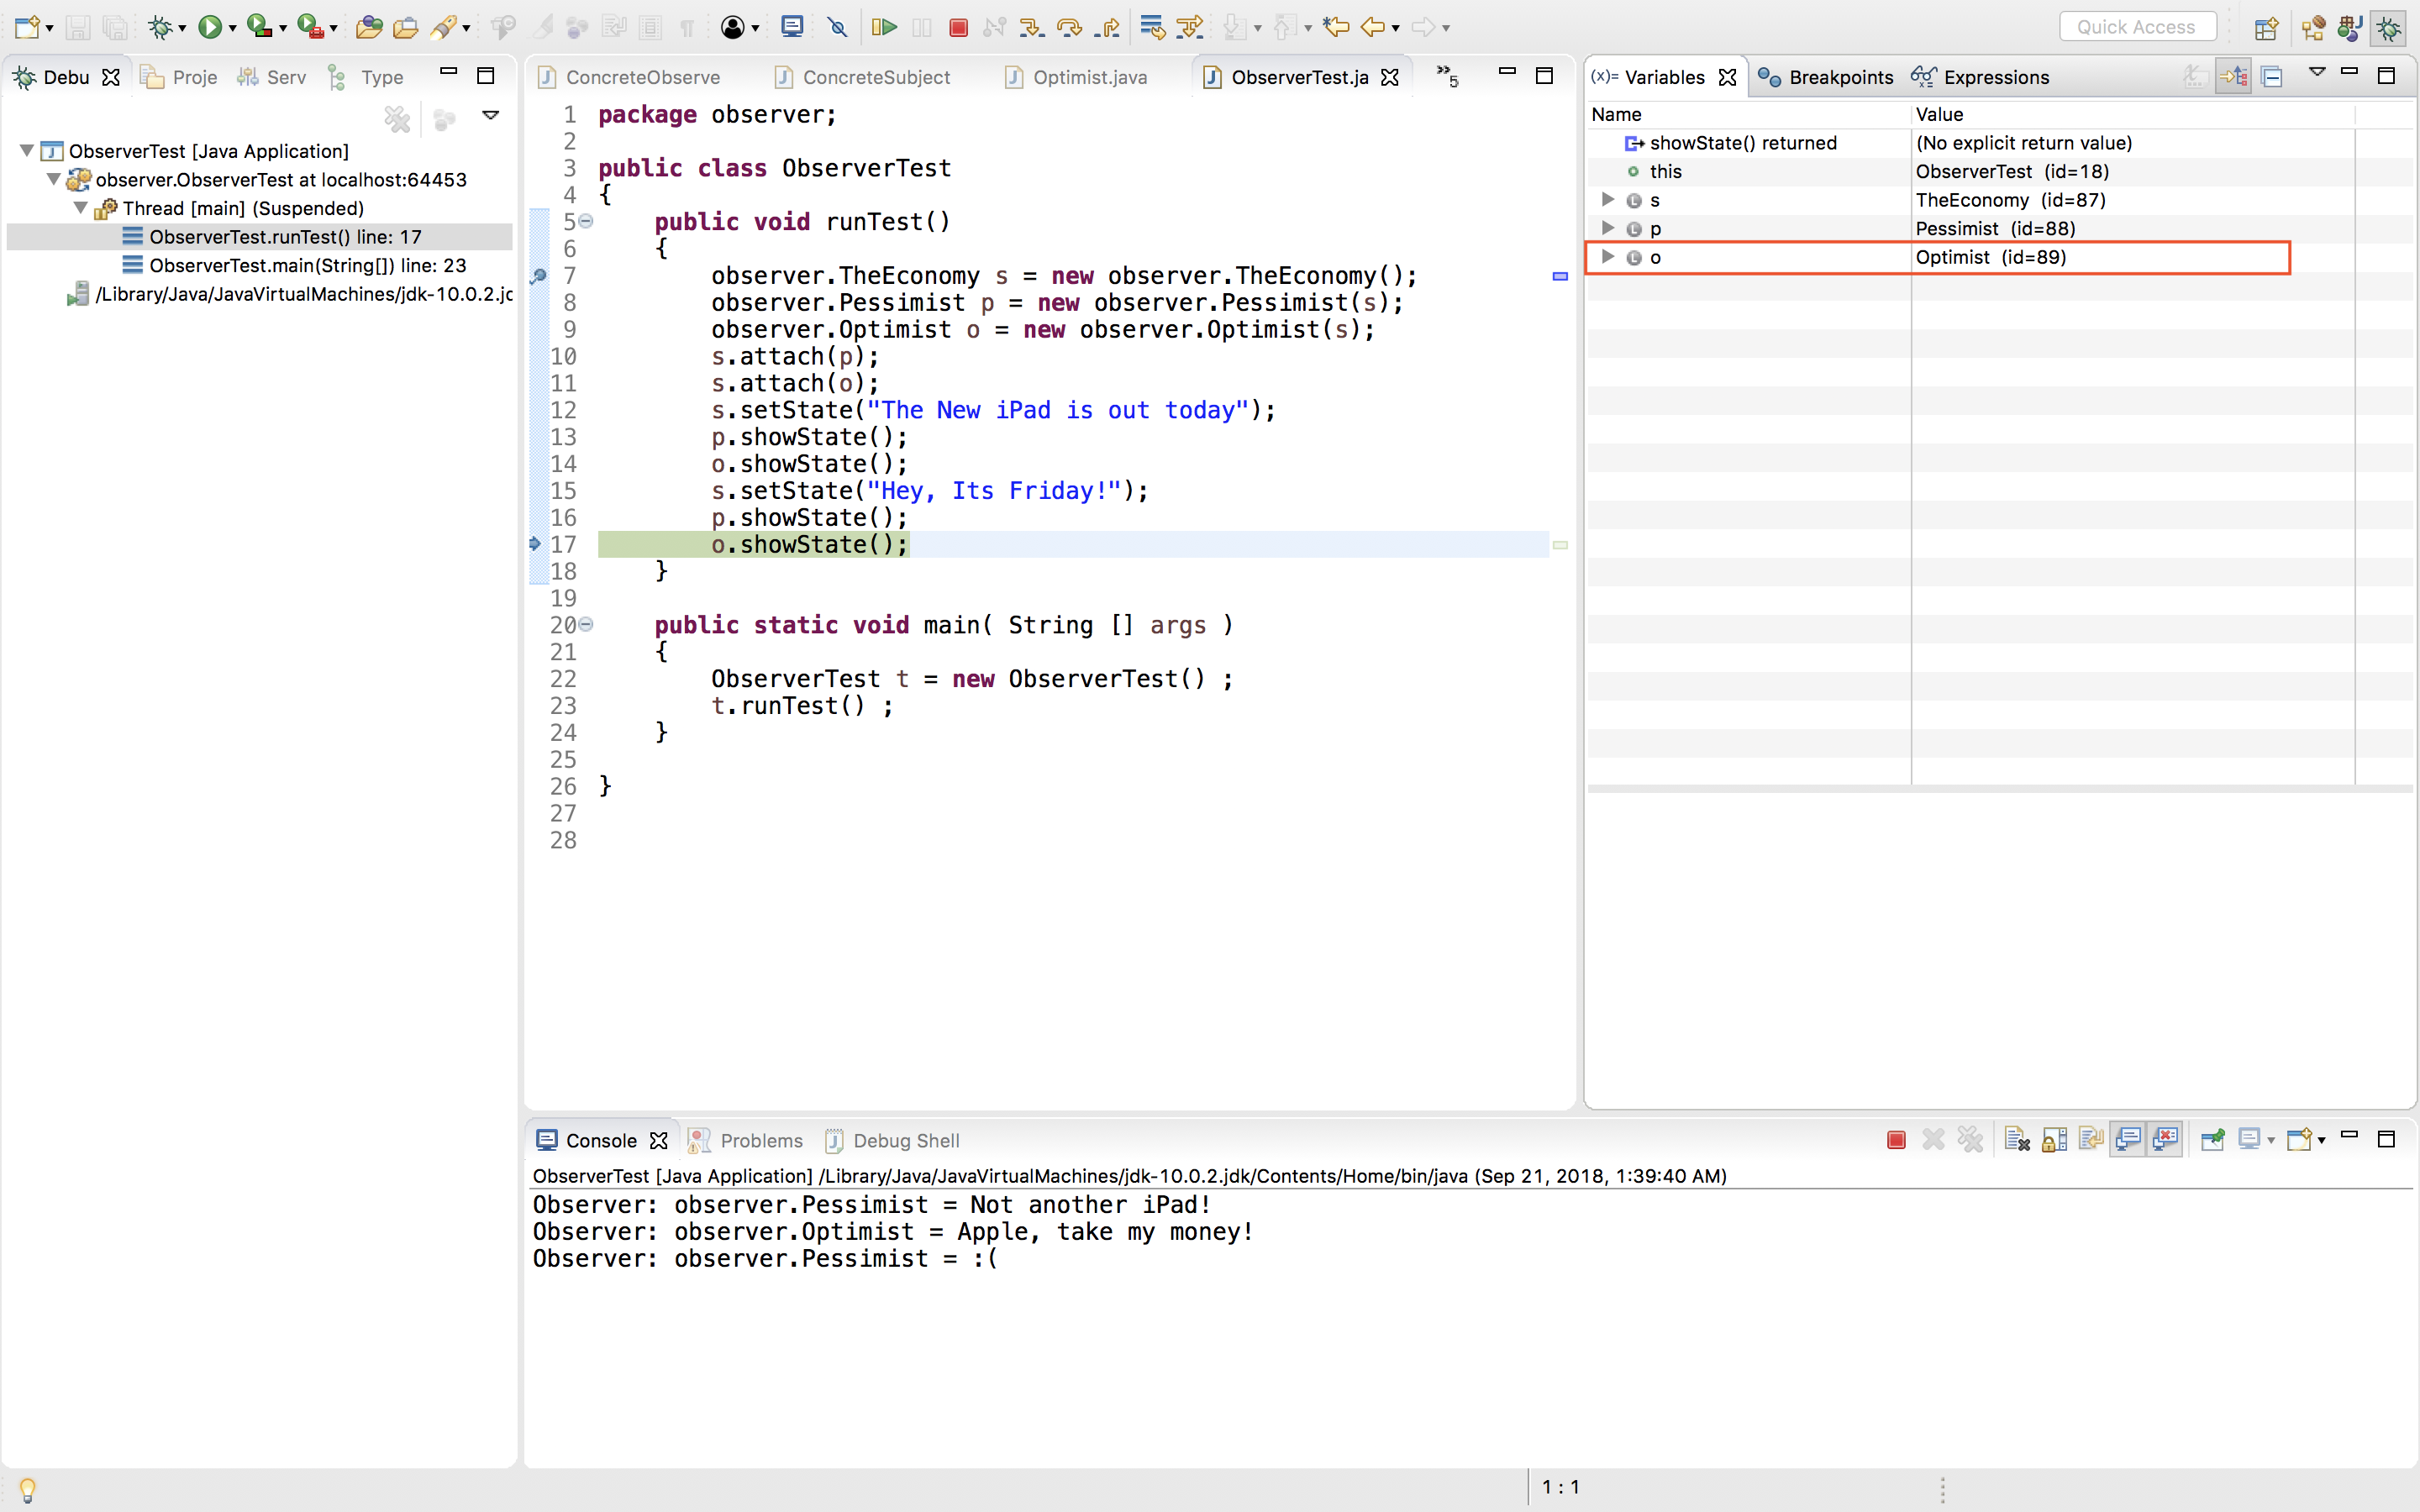 Quick Access
Debu Proje Serv Type
ObserverTest [Java Application]
observer.ObserverTest at localhost:64453
Thread [main] (Suspended)
ObserverTest.runTest() line: 17
ObserverTest.main(String[]) line: 23
/Library/Java/JavaVirtualMachines/jdk-10.0.2.jc
ConcreteObserve ConcreteSubject Optimist.java ObserverTest.ja »5
1 package observer;
2
3 public class ObserverTest
4 {
5 public void runTest()
6 {
7 observer.TheEconomy s = new observer.TheEconomy();
8 observer.Pessimist p = new observer.Pessimist(s);
9 observer.Optimist o = new observer.Optimist(s);
10 s.attach(p);
11 s.attach(o);
12 s.setState("The New iPad is out today");
13 p.showState();
14 o.showState();
15 s.setState("Hey, Its Friday!");
16 p.showState();
17 o.showState();
18 }
19
20 public static void main( String [] args )
21 {
22 ObserverTest t = new ObserverTest() ;
23 t.runTest() ;
24 }
25
26 }
27
28
(x)= Variables Breakpoints Expressions
Name Value
showState() returned (No explicit return value)
this ObserverTest (id=18)
s TheEconomy (id=87)
p Pessimist (id=88)
o Optimist (id=89)
Console Problems Debug Shell
ObserverTest [Java Application] /Library/Java/JavaVirtualMachines/jdk-10.0.2.jdk/Contents/Home/bin/java (Sep 21, 2018, 1:39:40 AM)
Observer: observer.Pessimist = Not another iPad!
Observer: observer.Optimist = Apple, take my money!
Observer: observer.Pessimist = :(
1 : 1